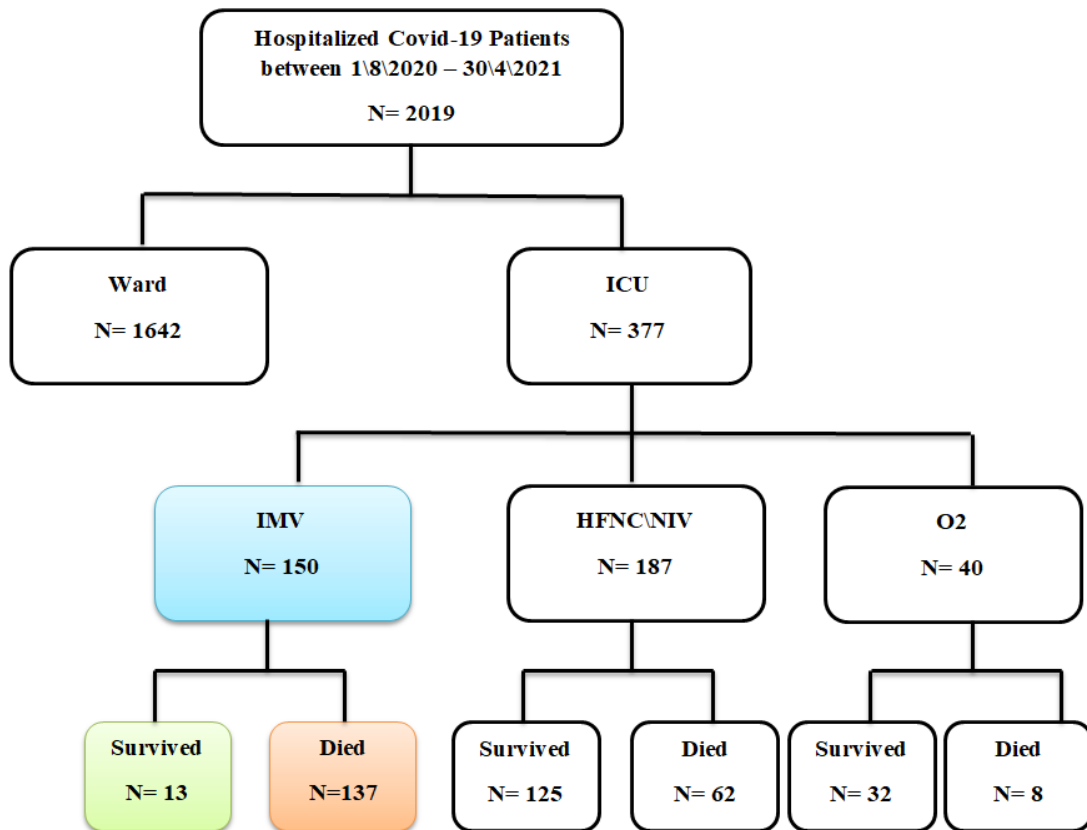 Hospitalized Covid-19 Patients
between 1\8\2020 – 30\4\2021
N= 2019
Ward
N= 1642
ICU
N= 377
IMV
N= 150
HFNC\NIV
N= 187
O2
N= 40
Survived
N= 13
Died
N=137
Survived
N= 125
Died
N= 62
Survived
N= 32
Died
N= 8